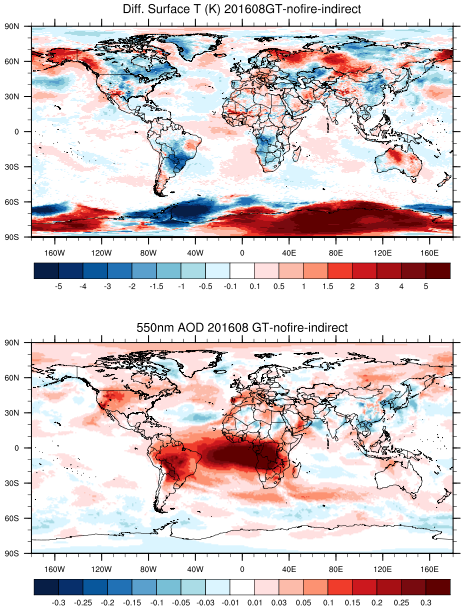 Diff. Surface T (K) 201608GT-nofire-indirect
90N
60N
30N
0
30S
60S
90S
160W 120W 80W 40W 0 40E 80E 120E 160E
-5 -4 -3 -2 -1.5 -1 -0.5 -0.1 0.1 0.5 1 1.5 2 3 4 5
550nm AOD 201608 GT-nofire-indirect
90N
60N
30N
0
30S
60S
90S
160W 120W 80W 40W 0 40E 80E 120E 160E
-0.3 -0.25 -0.2 -0.15 -0.1 -0.05 -0.03 -0.01 0.01 0.03 0.05 0.1 0.15 0.2 0.25 0.3